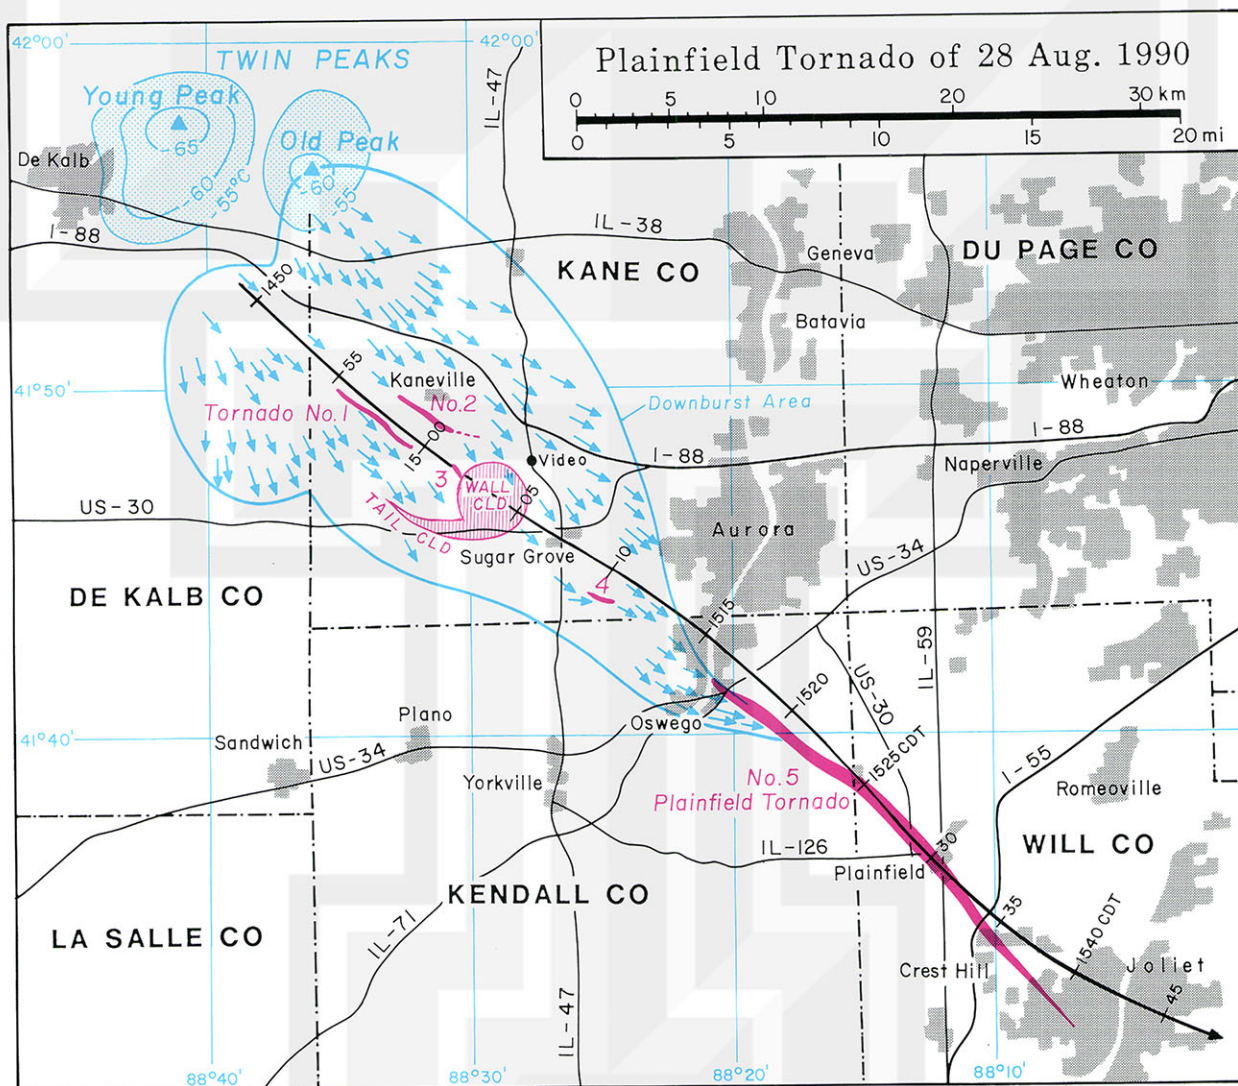 Plainfield Tornado of 28 Aug. 1990
0 5 10 20 30 km
0 5 10 20 mi
42°00'
42°00'
TWIN PEAKS
Young Peak
-65
-60
-55°C
Old Peak
-60
-55
De Kalb
I-88
IL-47
IL-38
KANE CO
Geneva
DU PAGE CO
Batavia
1450
55
Kaneville
41°50'
Tornado No.1
No.2
Wheaton
Downburst Area
15-00
I-88
I-88
Video
Naperville
3
WALL
CLD
05
TAIL CLD
US-30
Sugar Grove
Aurora
US-34
10
4
DE KALB CO
1515
IL-59
US-30
1520
Oswego
Plano
Sandwich
US-34
41°40'
1525 CDT
I-55
Yorkville
No.5
Plainfield Tornado
Romeoville
IL-126
30
WILL CO
Plainfield
KENDALL CO
35
LA SALLE CO
IL-71
1540 CDT
Crest Hill
Joliet
45
IL-47
88°40'
88°30'
88°20'
88°10'